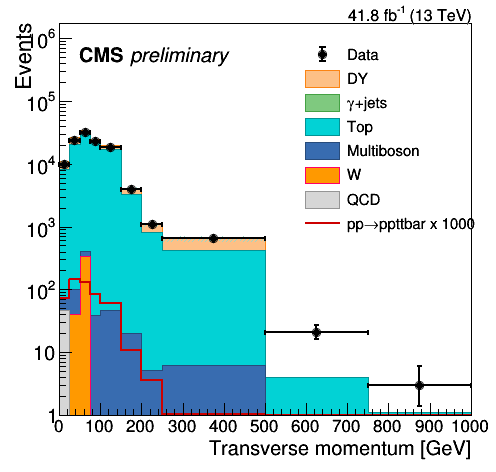 41.8 fb⁻¹ (13 TeV)
CMS preliminary
Events
10⁶
10⁵
10⁴
10³
10²
10
1
Data
DY
γ+jets
Top
Multiboson
W
QCD
pp→ppttbar x 1000
0 100 200 300 400 500 600 700 800 900 1000
Transverse momentum [GeV]